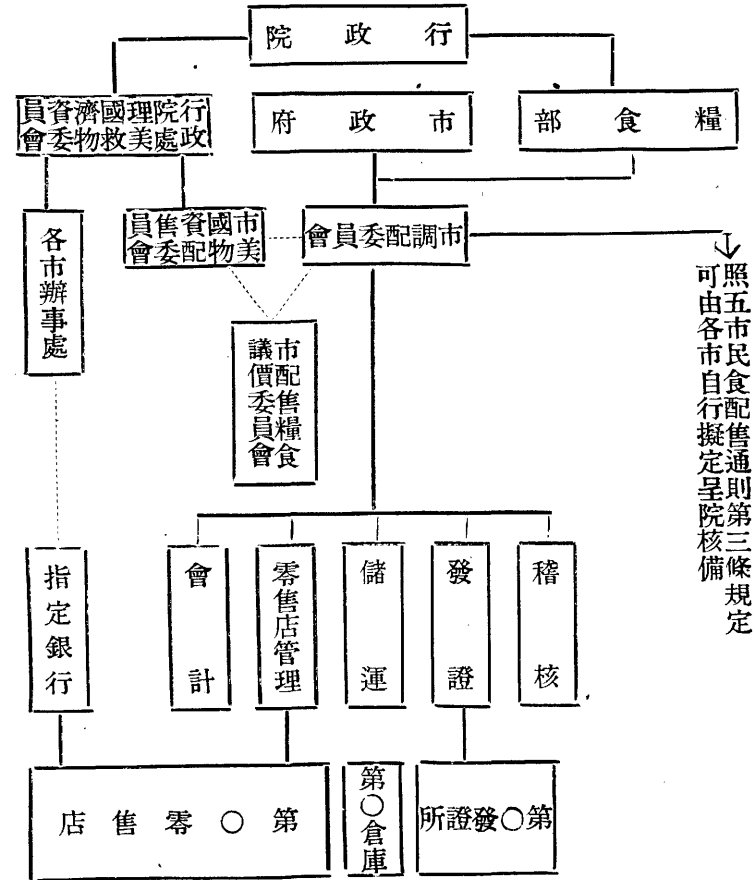 行政院
糧食部
市政府
行政院處理美國救濟物資委員會
照五市民食配售通則第三條規定
可由各市自行擬定呈院核備
市調配委員會
市美國物資配售委員會
各市辦事處
市配售糧食
議價委員會
稽核
發證
儲運
零售店管理
會計
指定銀行
第○發證所
第○倉庫
第○零售店